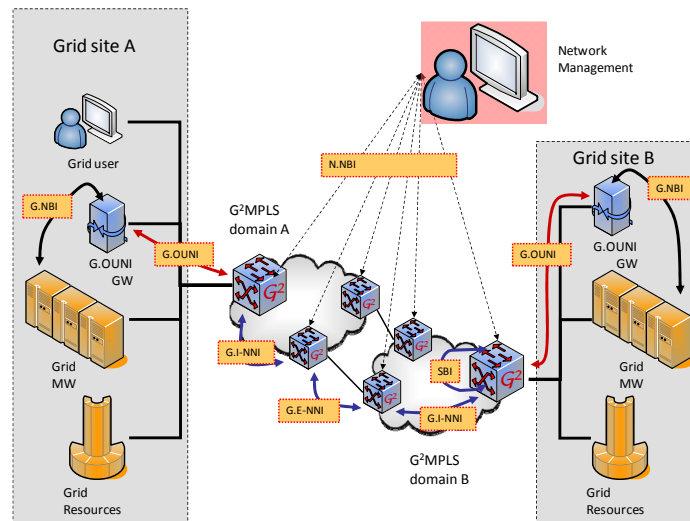 Grid site A
Grid user
G.NBI
G.OUNI
GW
G.OUNI
Grid
MW
Grid
Resources
Network
Management
N.NBI
G²MPLS
domain A
G²
G²
G²
G²
G²
G²
G.I-NNI
G.E-NNI
SBI
G.I-NNI
G²MPLS
domain B
Grid site B
G.NBI
G.OUNI
GW
G.OUNI
Grid
MW
Grid
Resources